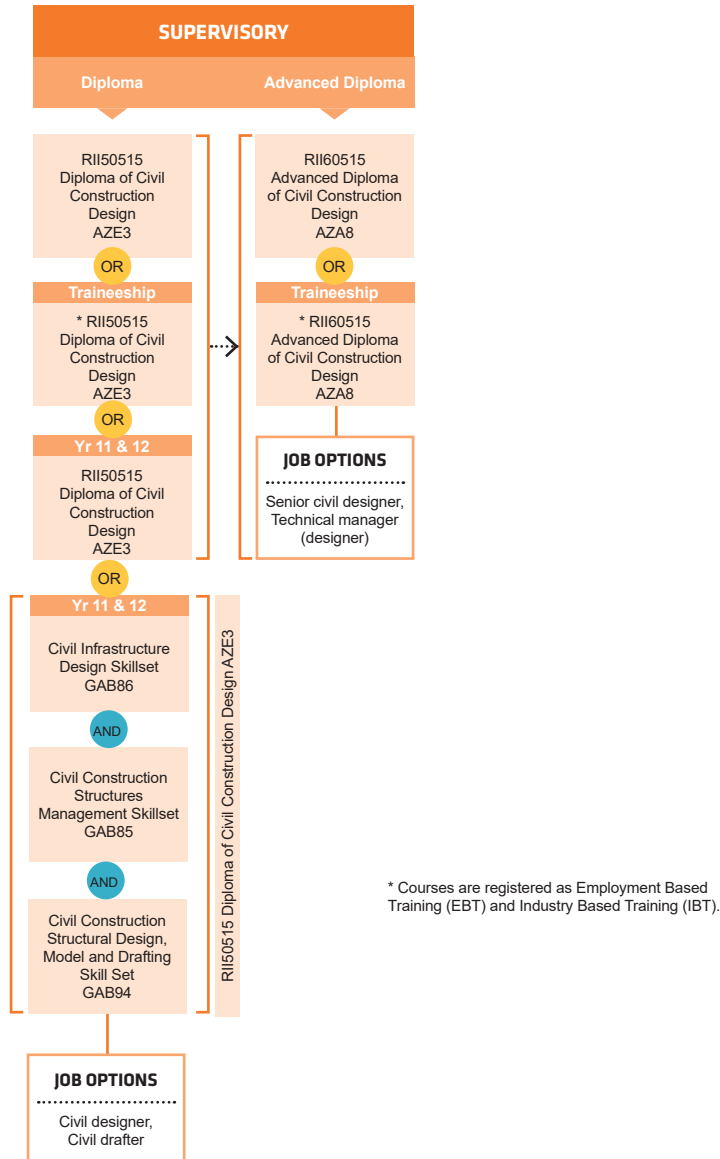 SUPERVISORY
Diploma
Advanced Diploma
RII50515
Diploma of Civil
Construction
Design
AZE3
OR
Traineeship
* RII50515
Diploma of Civil
Construction
Design
AZE3
OR
Yr 11 & 12
RII50515
Diploma of Civil
Construction
Design
AZE3
OR
Yr 11 & 12
Civil Infrastructure
Design Skillset
GAB86
AND
Civil Construction
Structures
Management Skillset
GAB85
AND
Civil Construction
Structural Design,
Model and Drafting
Skill Set
GAB94
RII50515 Diploma of Civil Construction Design AZE3
JOB OPTIONS
Civil designer,
Civil drafter
RII60515
Advanced Diploma
of Civil Construction
Design
AZA8
OR
Traineeship
* RII60515
Advanced Diploma
of Civil Construction
Design
AZA8
JOB OPTIONS
Senior civil designer,
Technical manager
(designer)
* Courses are registered as Employment Based
Training (EBT) and Industry Based Training (IBT).